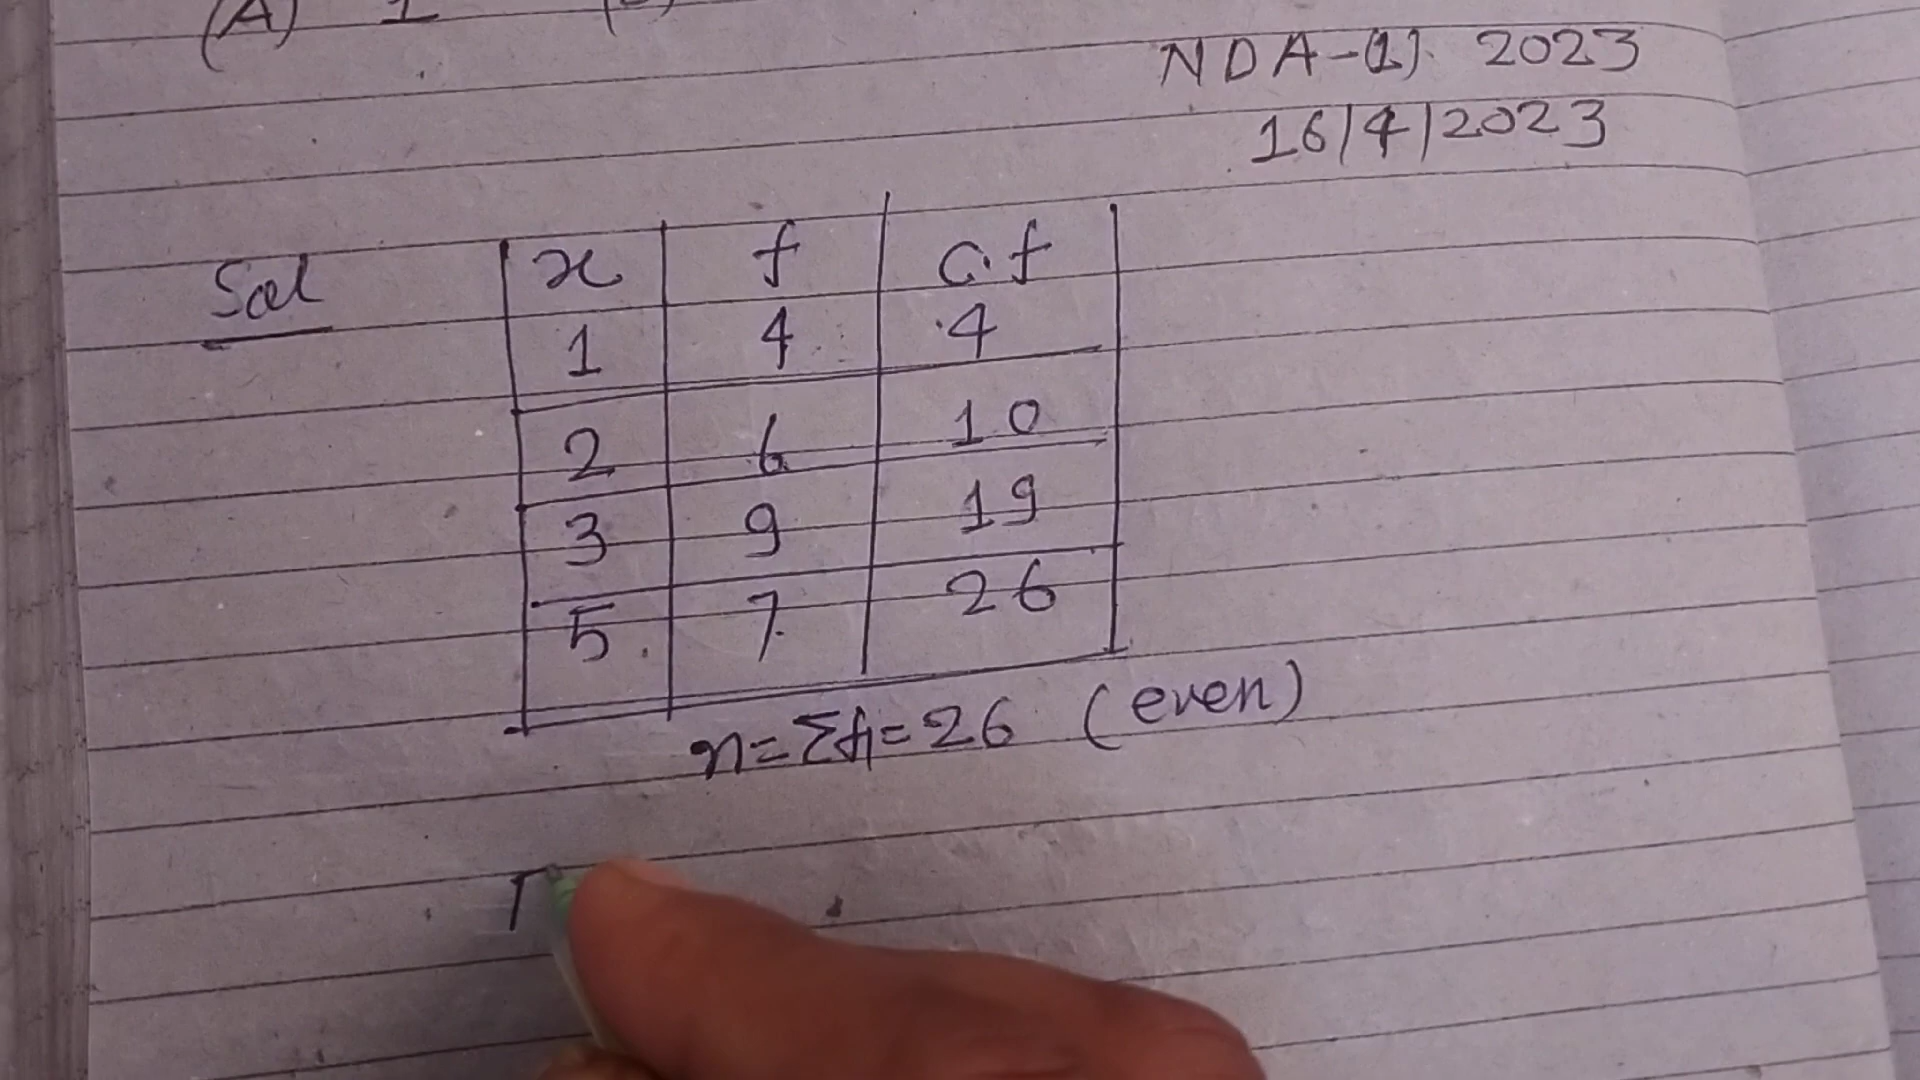 (A) 1
NDA-(1) 2023
16/4/2023
Sol
x f c.f
1 4 4
2 6 10
3 9 19
5 7 26
n=Σfi=26 (even)